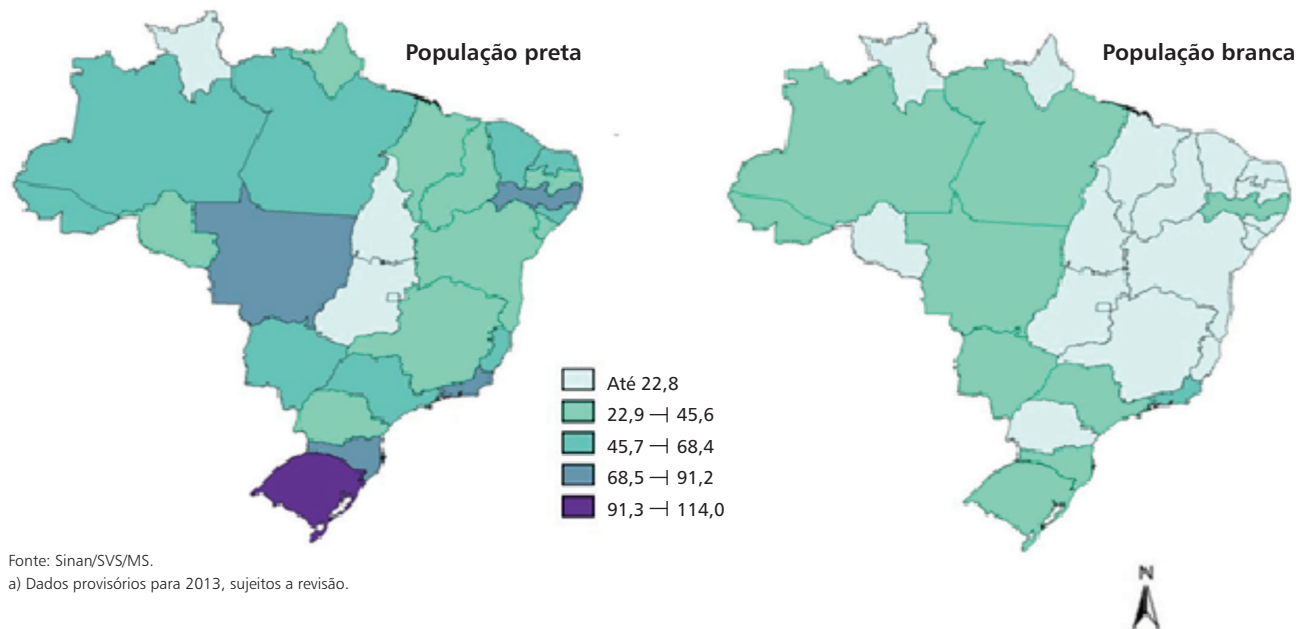 População preta
População branca
Até 22,8
22,9 ⊣ 45,6
45,7 ⊣ 68,4
68,5 ⊣ 91,2
91,3 ⊣ 114,0
Fonte: Sinan/SVS/MS.
a) Dados provisórios para 2013, sujeitos a revisão.
N